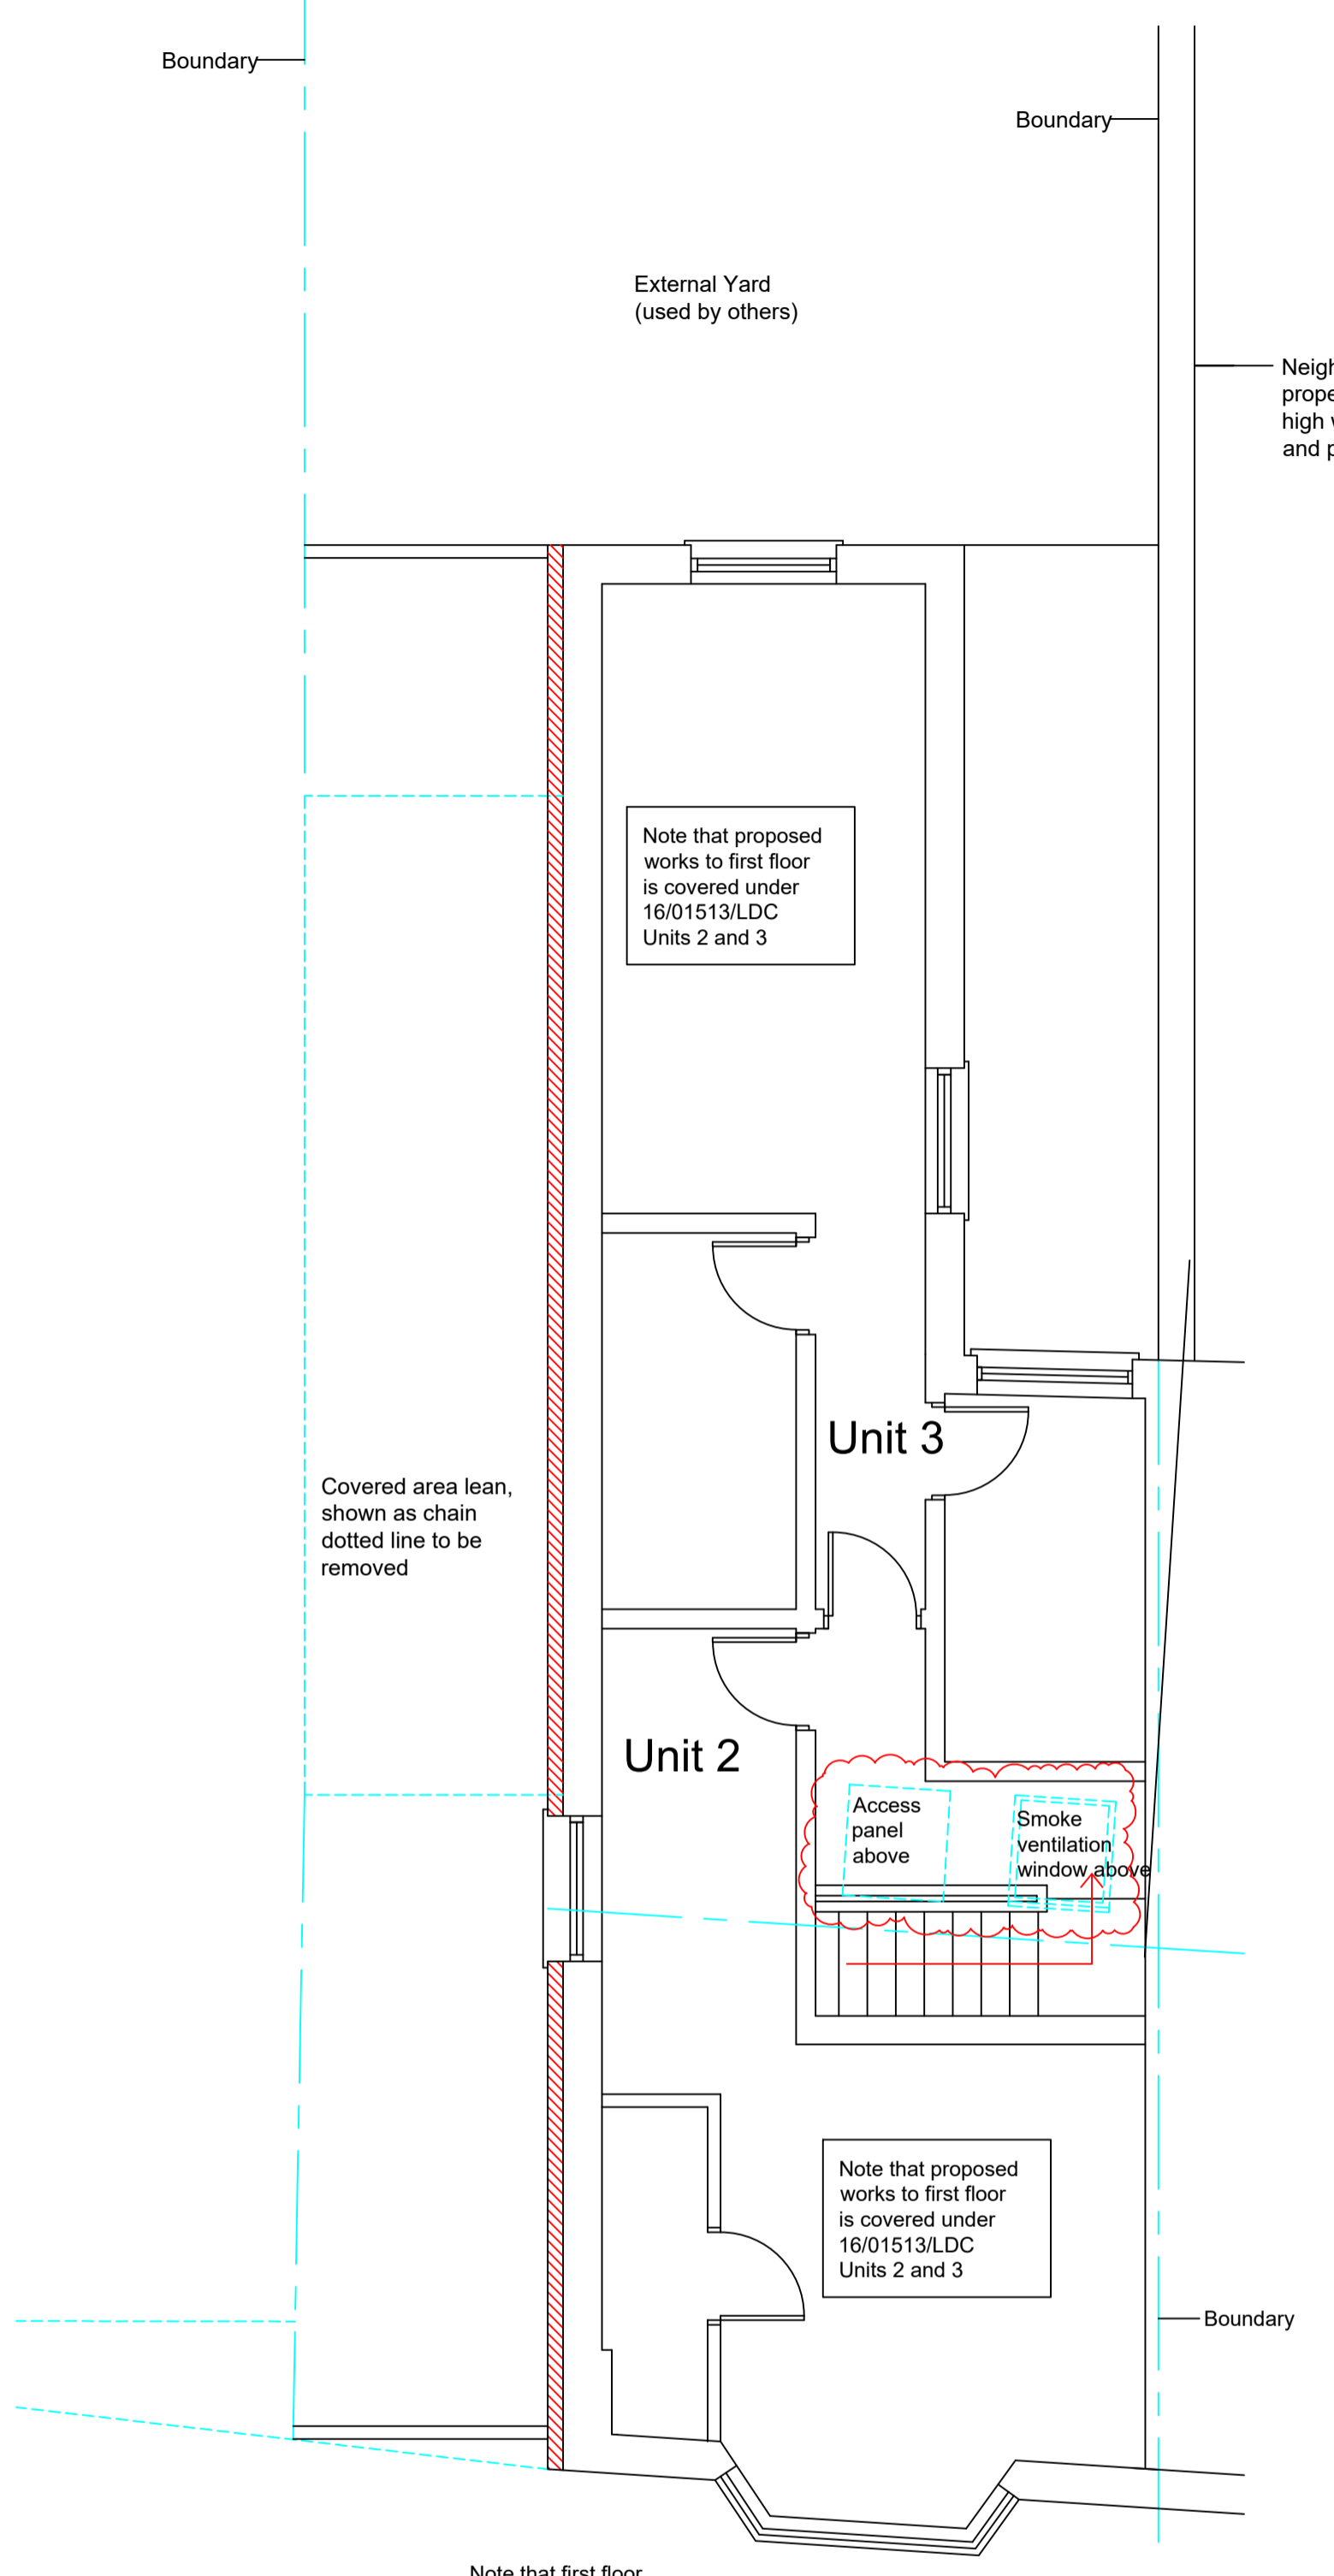 Boundary
Boundary
External Yard
(used by others)
high
and
Note that proposed
works to first floor
is covered under
16/01513/LDC
Units 2 and 3
Unit 3
Covered area lean,
shown as chain
dotted line to be
removed
Unit 2
Access
panel
above
Smoke
ventilation
window above
Note that proposed
works to first floor
is covered under
16/01513/LDC
Units 2 and 3
Boundary
Note that first floor